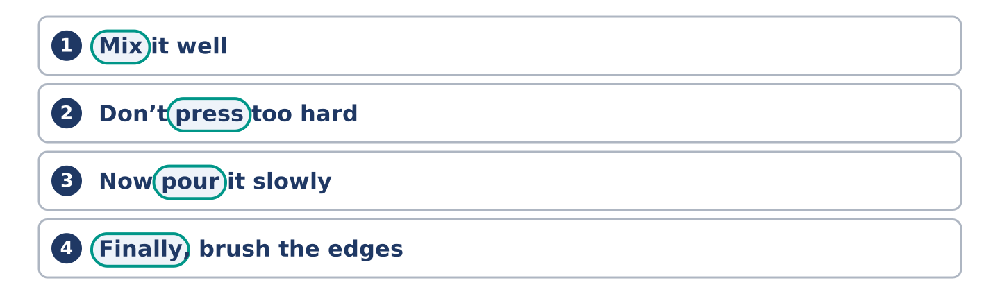 1 Mix it well
2 Don’t press too hard
3 Now pour it slowly
4 Finally, brush the edges